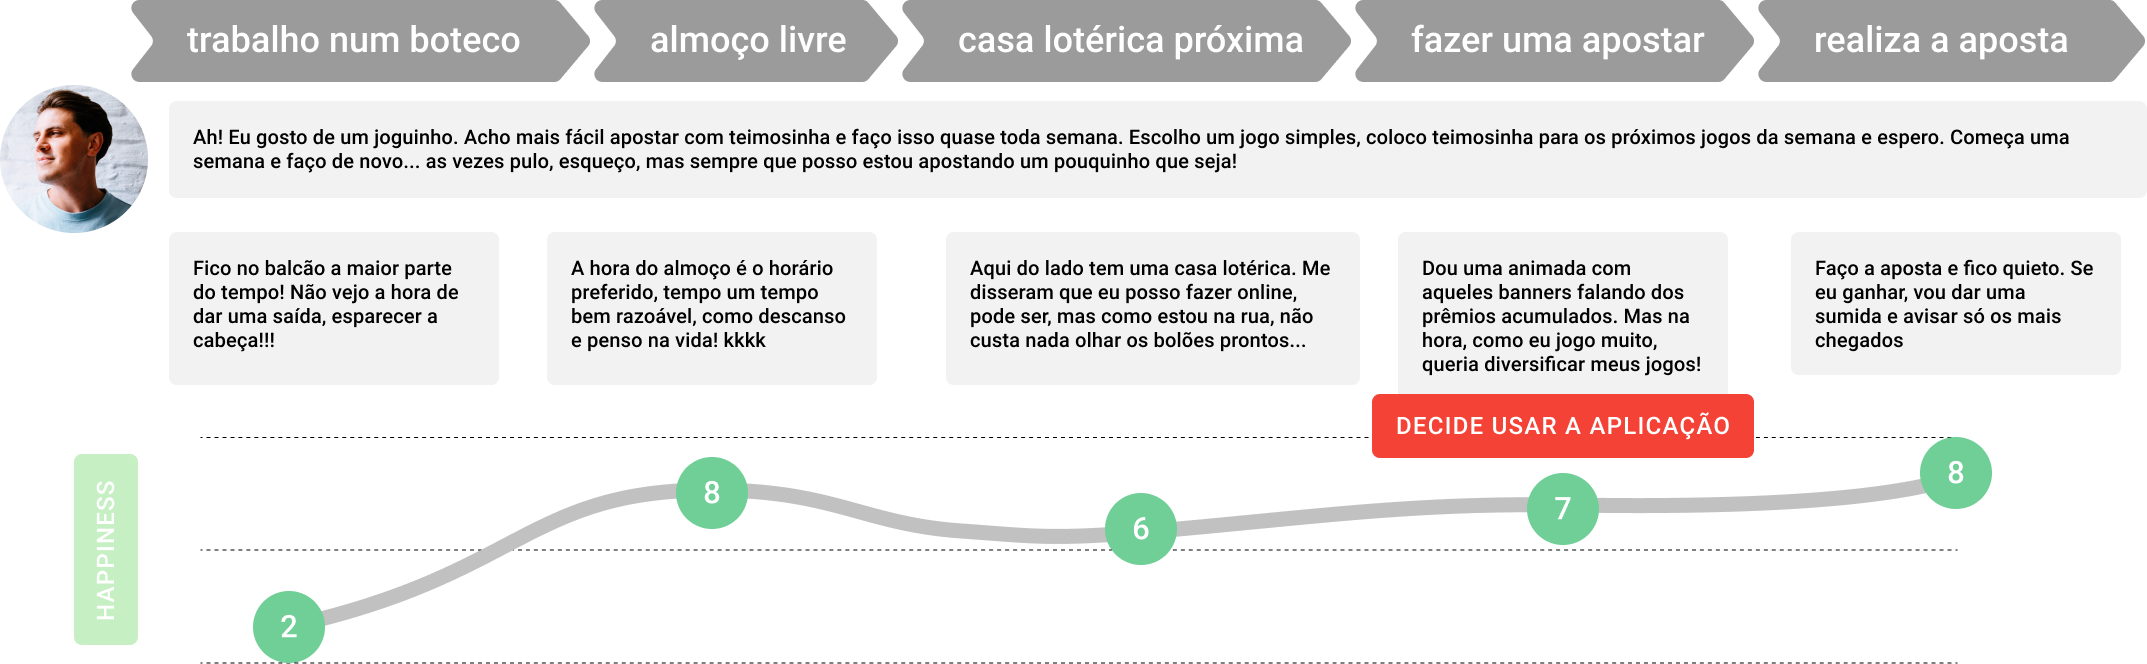 trabalho num boteco
almoço livre
casa lotérica próxima
fazer uma apostar
realiza a aposta
Ah! Eu gosto de um joguinho. Acho mais fácil apostar com teimosinha e faço isso quase toda semana. Escolho um jogo simples, coloco teimosinha para os próximos jogos da semana e espero. Começa uma
semana e faço de novo... as vezes pulo, esqueço, mas sempre que posso estou apostando um pouquinho que seja!
Fico no balcão a maior parte
do tempo! Não vejo a hora de
dar uma saída, esparecer a
cabeça!!!
A hora do almoço é o horário
preferido, tempo um tempo
bem razoável, como descanso
e penso na vida! kkkk
Aqui do lado tem uma casa lotérica. Me
disseram que eu posso fazer online,
pode ser, mas como estou na rua, não
custa nada olhar os bolões prontos...
Dou uma animada com
aqueles banners falando dos
prêmios acumulados. Mas na
hora, como eu jogo muito,
queria diversificar meus jogos!
Faço a aposta e fico quieto. Se
eu ganhar, vou dar uma
sumida e avisar só os mais
chegados
DECIDE USAR A APLICAÇÃO
HAPPINESS
2
8
6
7
8